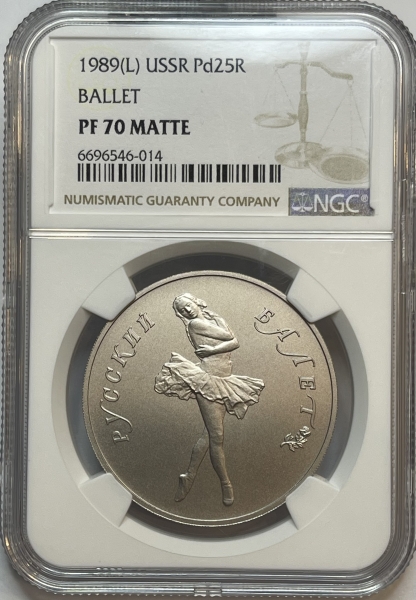 1989(L) USSR Pd25R
BALLET
PF 70 MATTE
6696546-014
NUMISMATIC GUARANTY COMPANY
NGC
РУССКИЙ
БАЛЕТ